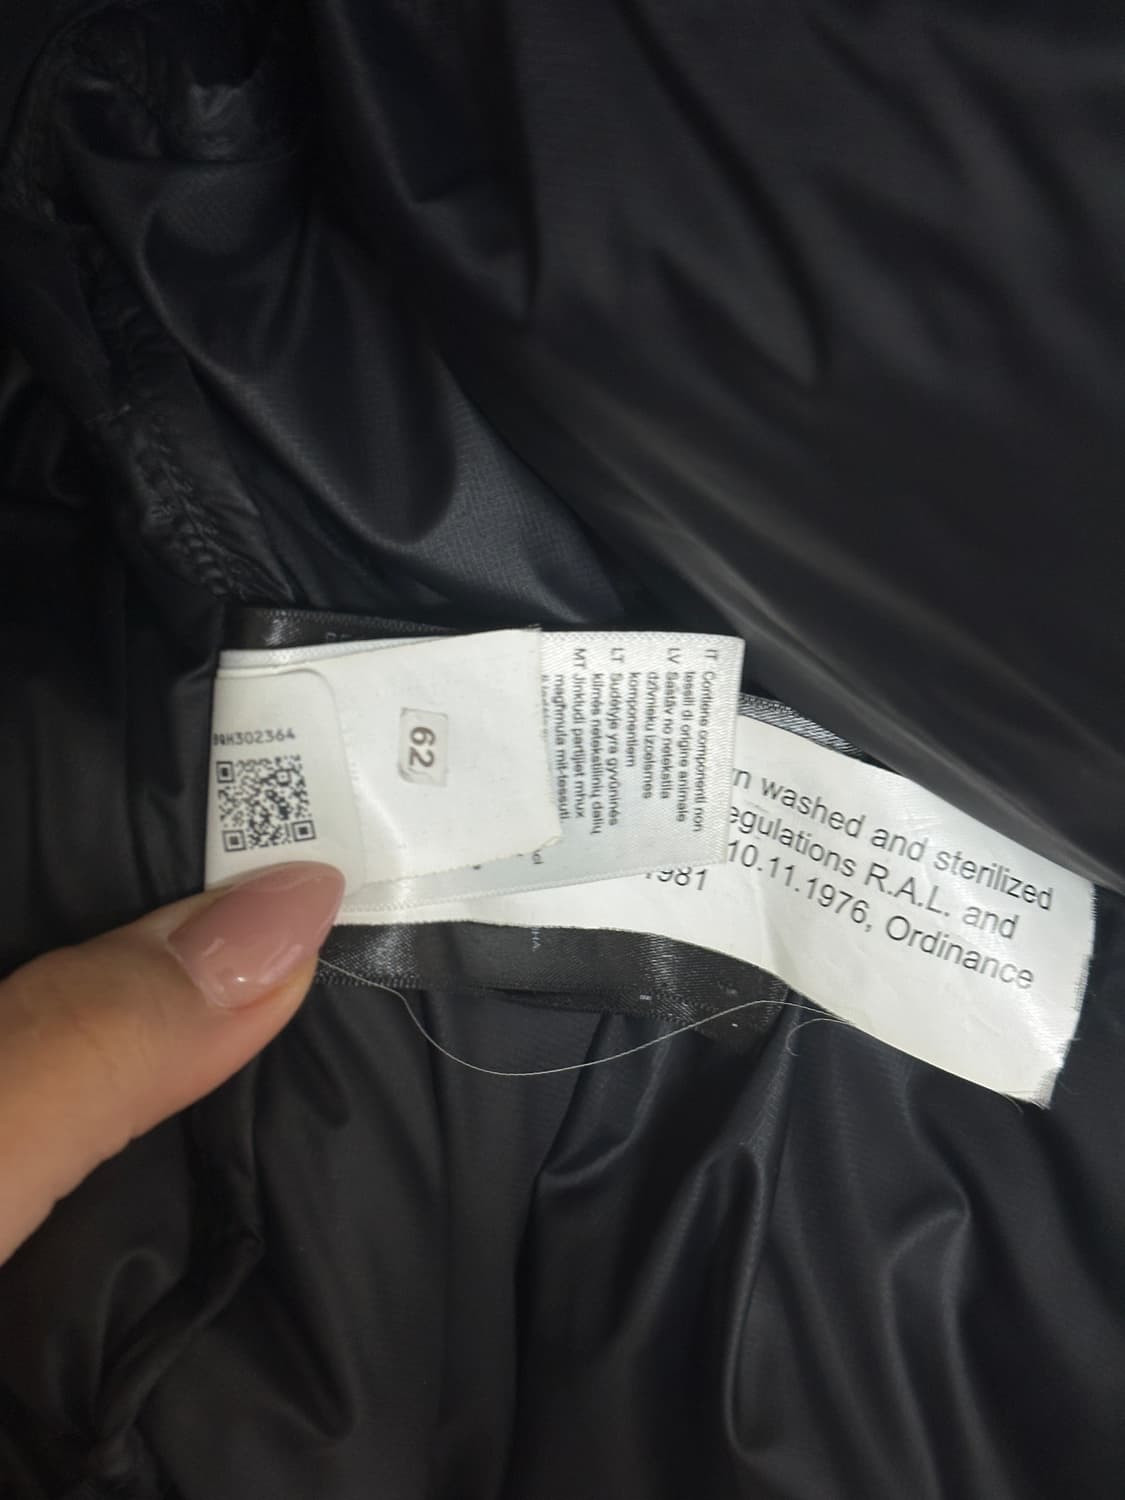 H302364
62
IT Contiene componenti non
tessili di origine animale
LV Sastāv no netekstila
dzīvnieku izcelsmes
komponentiem
LT Sudėtyje yra gyvūninės
kilmės netekstilinių dalių
MT Jinkludi partijiet mhux
magħmula mit-tessuti
washed and sterilized
egulations R.A.L. and
10.11.1976, Ordinance
1981